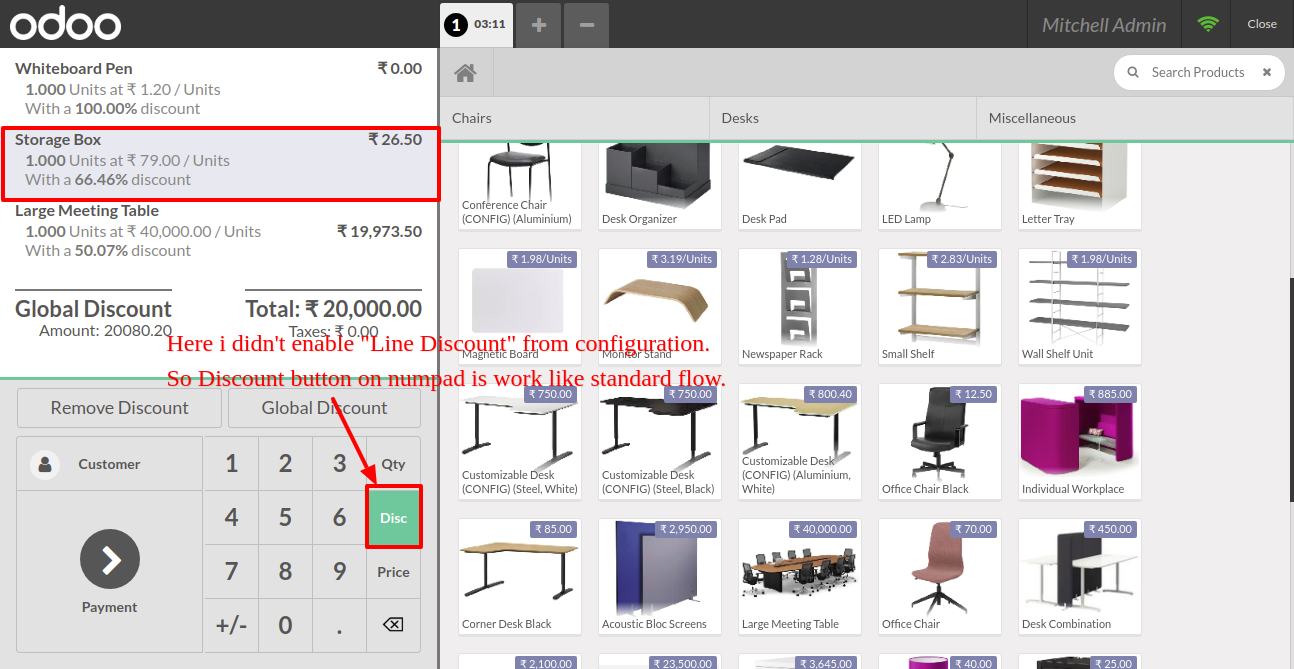 odoo
1 03:11
Mitchell Admin
Close
Whiteboard Pen ₹ 0.00
1.000 Units at ₹ 1.20 / Units
With a 100.00% discount
Storage Box ₹ 26.50
1.000 Units at ₹ 79.00 / Units
With a 66.46% discount
Large Meeting Table
1.000 Units at ₹ 40,000.00 / Units ₹ 19,973.50
With a 50.07% discount
Global Discount Total: ₹ 20,000.00
Amount: 20080.20 Taxes: ₹ 0.00
Here i didn't enable "Line Discount" from configuration.
So Discount button on numpad is work like standard flow.
Remove Discount Global Discount
Customer
Payment
1 2 3 Qty
4 5 6 Disc
7 8 9 Price
+/- 0 .
Search Products
Chairs Desks Miscellaneous
Conference Chair
(CONFIG) (Aluminium)
Desk Organizer
Desk Pad
LED Lamp
Letter Tray
₹ 1.98/Units
Magnetic Board
₹ 3.19/Units
Monitor Stand
₹ 1.28/Units
Newspaper Rack
₹ 2.83/Units
Small Shelf
₹ 1.98/Units
Wall Shelf Unit
₹ 750.00
Customizable Desk
(CONFIG) (Steel, White)
₹ 750.00
Customizable Desk
(CONFIG) (Steel, Black)
₹ 800.40
Customizable Desk
(CONFIG) (Aluminium,
White)
₹ 12.50
Office Chair Black
₹ 885.00
Individual Workplace
₹ 85.00
Corner Desk Black
₹ 2,950.00
Acoustic Bloc Screens
₹ 40,000.00
Large Meeting Table
₹ 70.00
Office Chair
₹ 450.00
Desk Combination
₹ 2,100.00
₹ 23,500.00
₹ 3,645.00
₹ 40.00
₹ 25.00